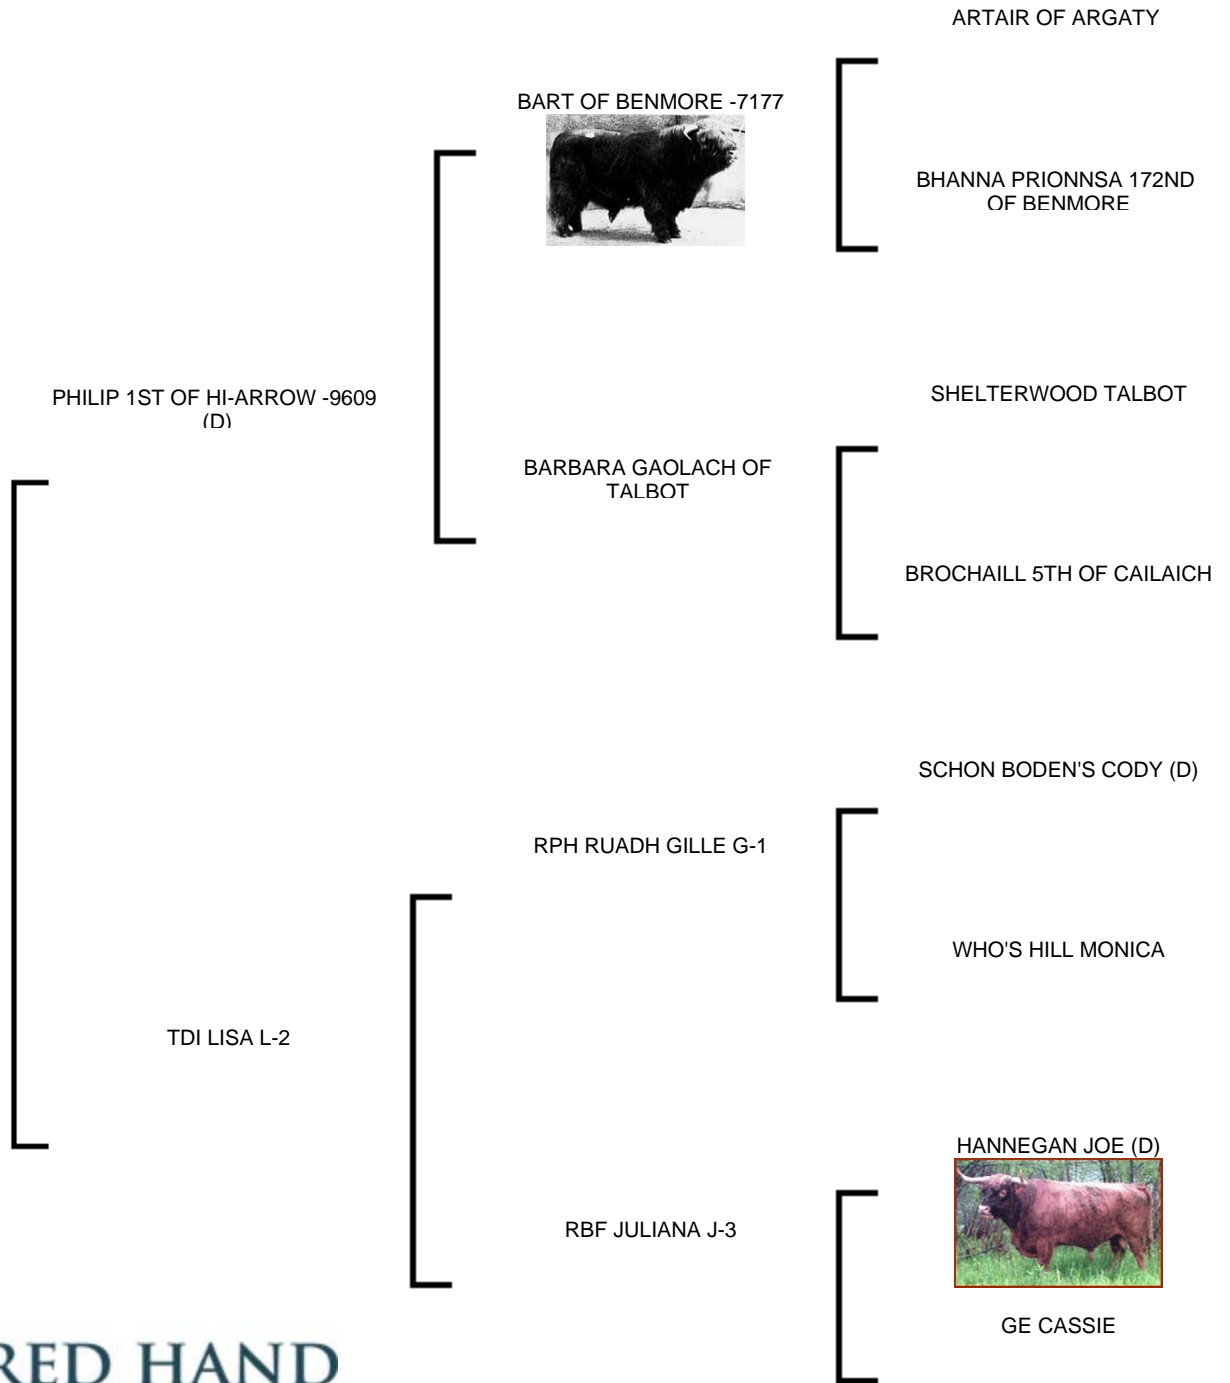 ARTAIR OF ARGATY
BART OF BENMORE -7177
BHANNA PRIONNSA 172ND
OF BENMORE
PHILIP 1ST OF HI-ARROW -9609
(D)
SHELTERWOOD TALBOT
BARBARA GAOLACH OF
TALBOT
BROCHAILL 5TH OF CAILAICH
SCHON BODEN'S CODY (D)
RPH RUADH GILLE G-1
WHO'S HILL MONICA
TDI LISA L-2
HANNEGAN JOE (D)
RBF JULIANA J-3
GE CASSIE
RED HAND